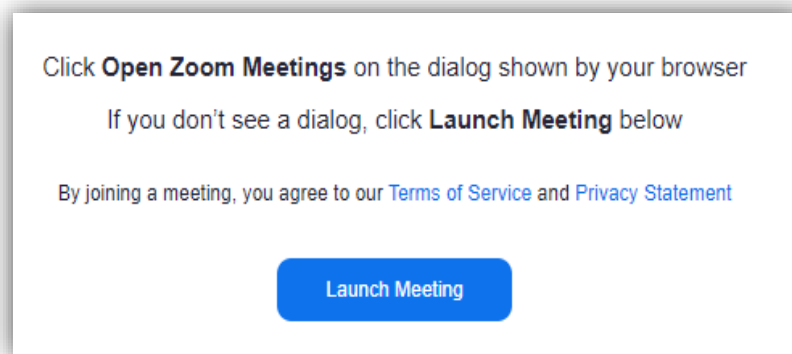 Click Open Zoom Meetings on the dialog shown by your browser
If you don’t see a dialog, click Launch Meeting below
By joining a meeting, you agree to our Terms of Service and Privacy Statement
Launch Meeting